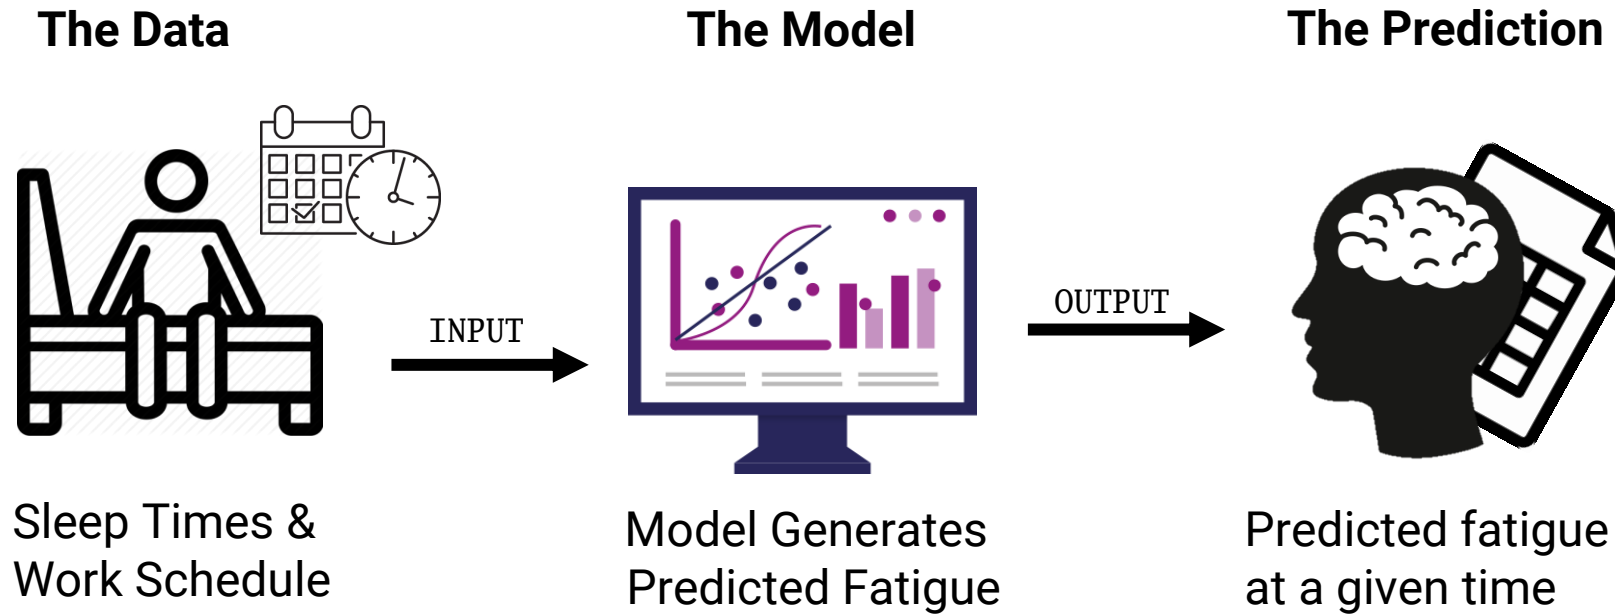 The Data
The Model
The Prediction
INPUT
OUTPUT
Sleep Times &
Work Schedule
Model Generates
Predicted Fatigue
Predicted fatigue
at a given time